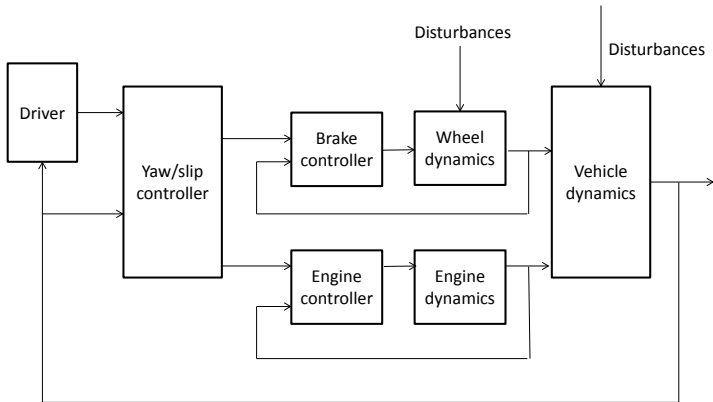 Disturbances
Disturbances
Driver
Yaw/slip
controller
Brake
controller
Wheel
dynamics
Vehicle
dynamics
Engine
controller
Engine
dynamics